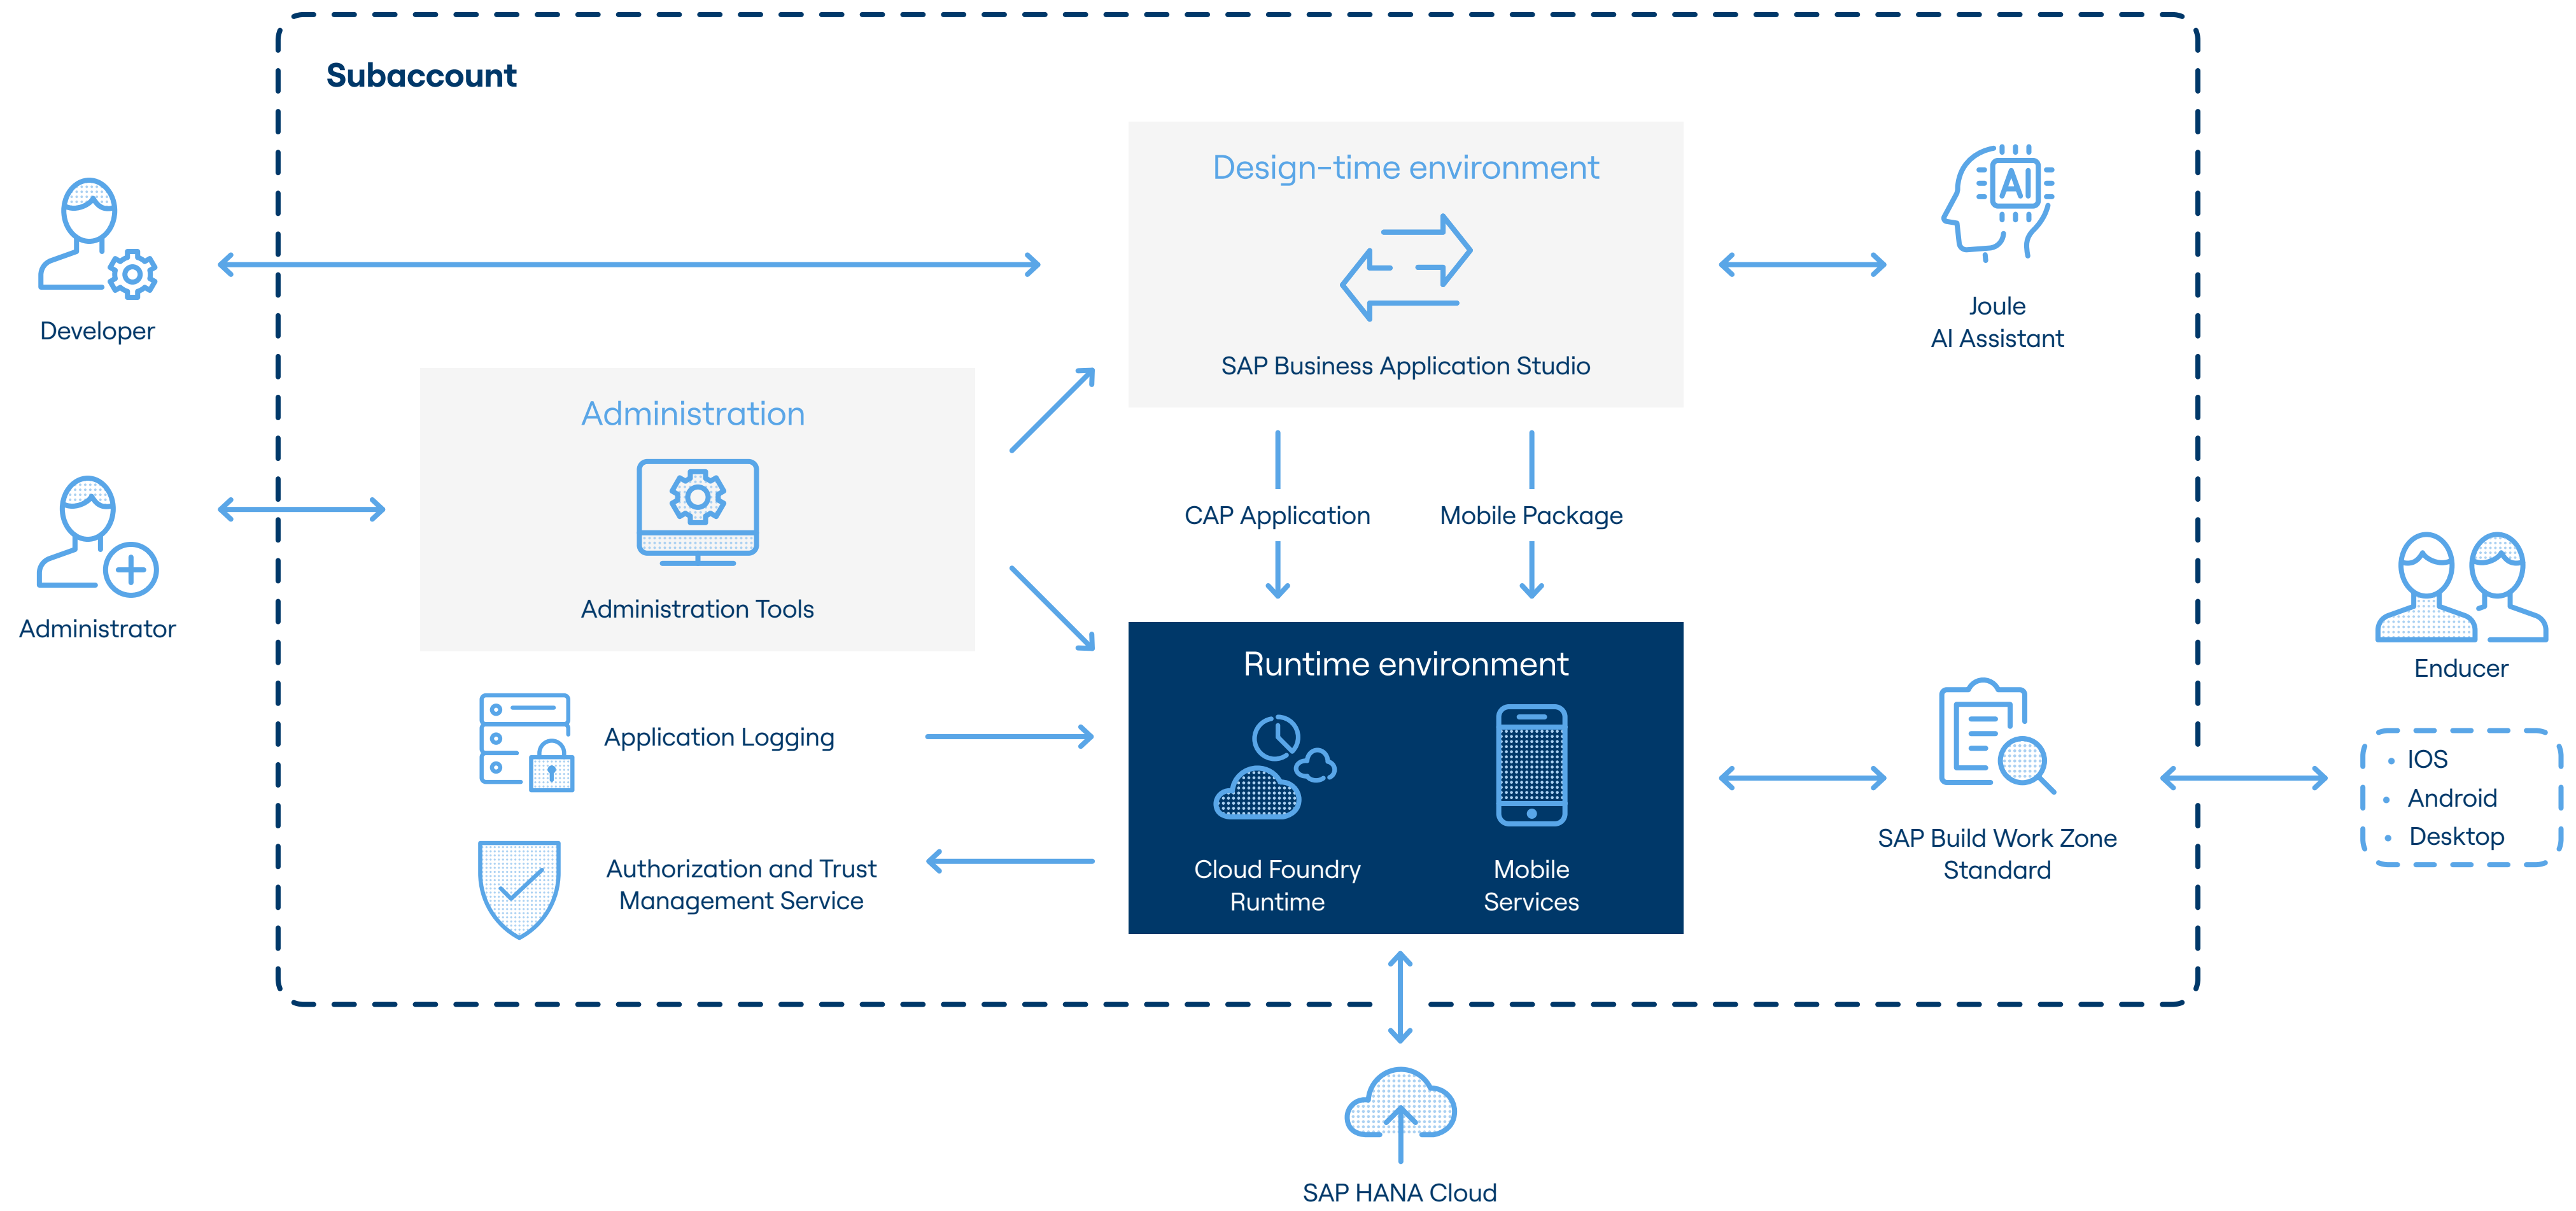 Subaccount
Design-time environment
SAP Business Application Studio
AI
Joule
AI Assistant
Developer
Administration
Administration Tools
Administrator
CAP Application
Mobile Package
Runtime environment
Cloud Foundry
Runtime
Mobile
Services
Application Logging
Authorization and Trust
Management Service
SAP Build Work Zone
Standard
Enducer
• IOS
• Android
• Desktop
SAP HANA Cloud